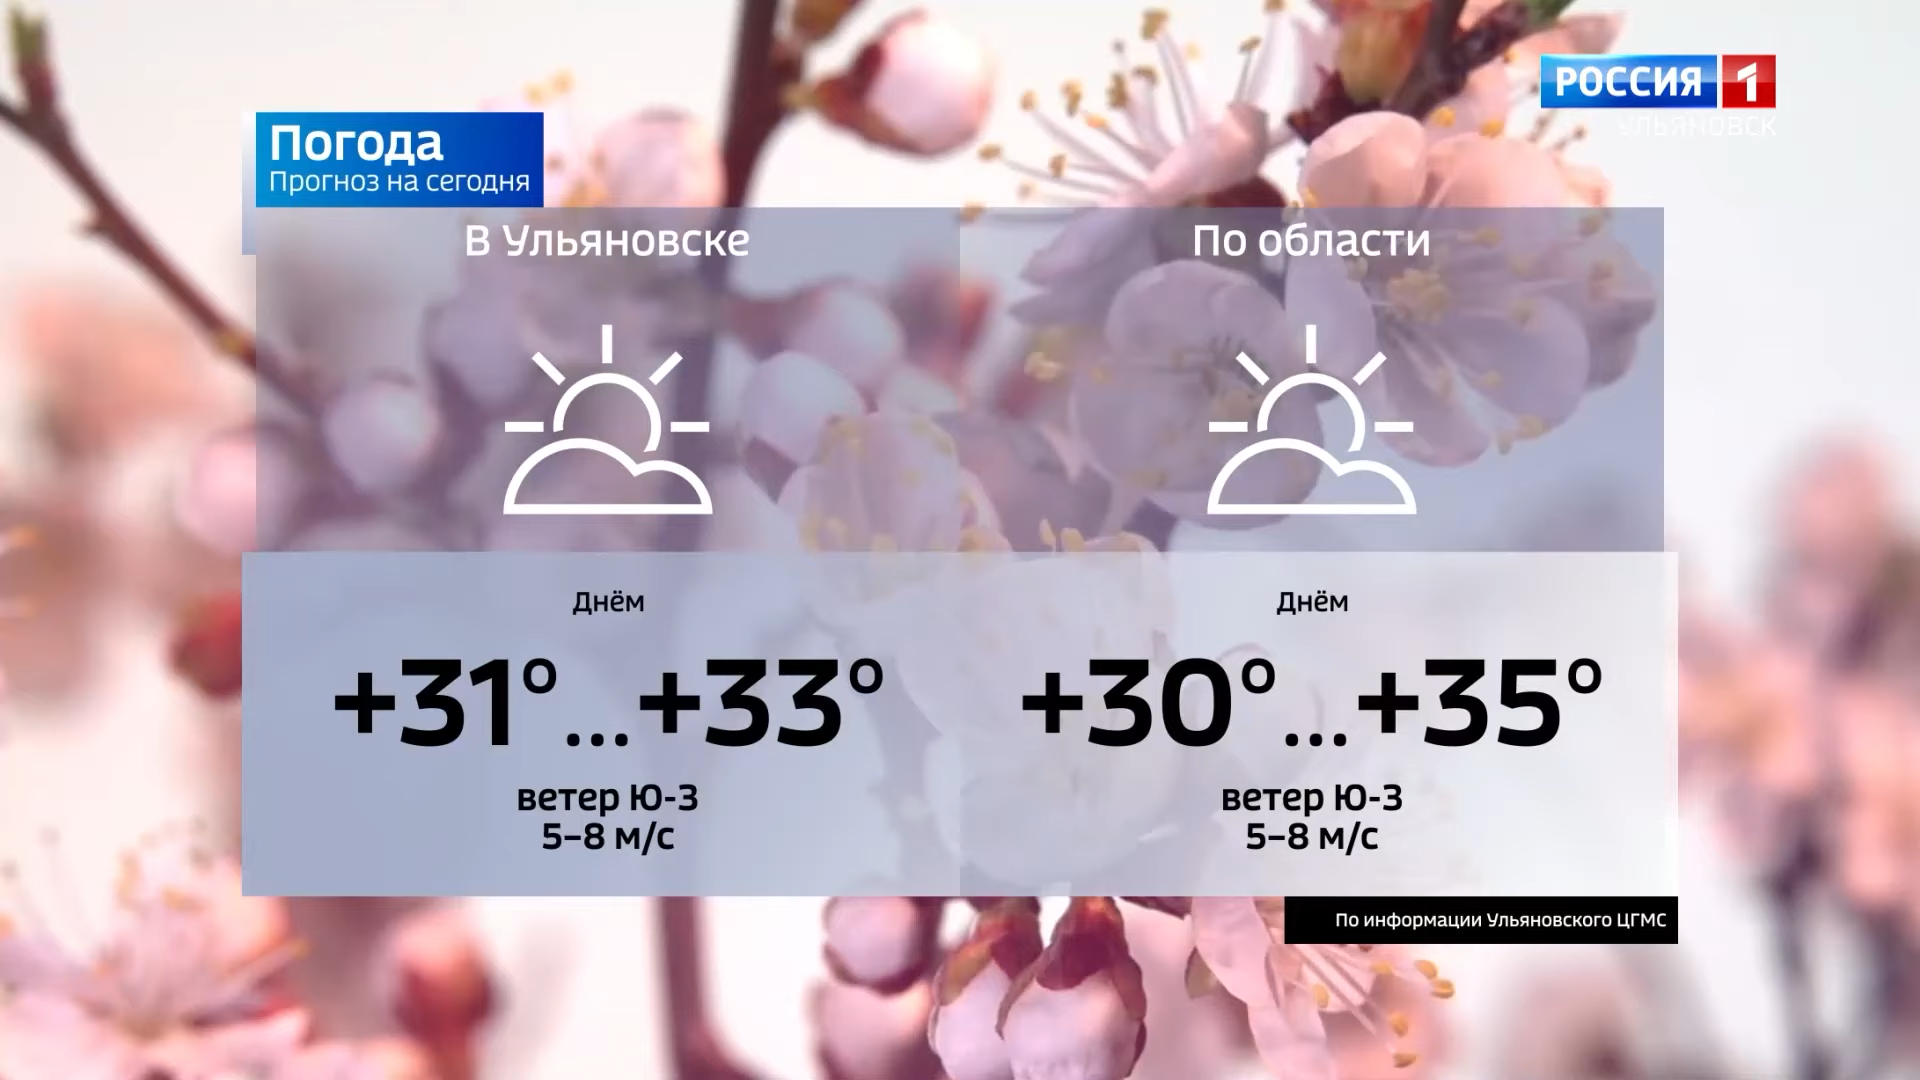 РОССИЯ 1
УЛЬЯНОВСК
Погода
Прогноз на сегодня
В Ульяновске
По области
Днём
+31°...+33°
ветер Ю-З
5–8 м/с
Днём
+30°...+35°
ветер Ю-З
5–8 м/с
По информации Ульяновского ЦГМС